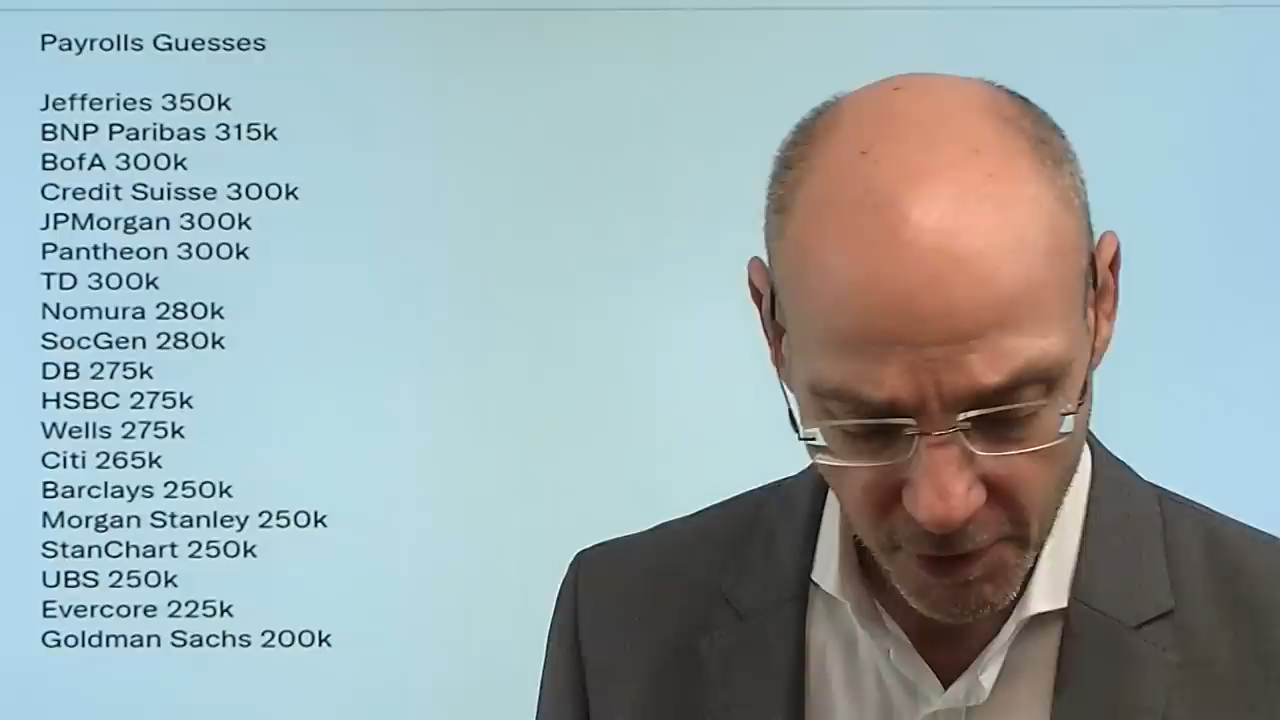 Payrolls Guesses
Jefferies 350k
BNP Paribas 315k
BofA 300k
Credit Suisse 300k
JPMorgan 300k
Pantheon 300k
TD 300k
Nomura 280k
SocGen 280k
DB 275k
HSBC 275k
Wells 275k
Citi 265k
Barclays 250k
Morgan Stanley 250k
StanChart 250k
UBS 250k
Evercore 225k
Goldman Sachs 200k